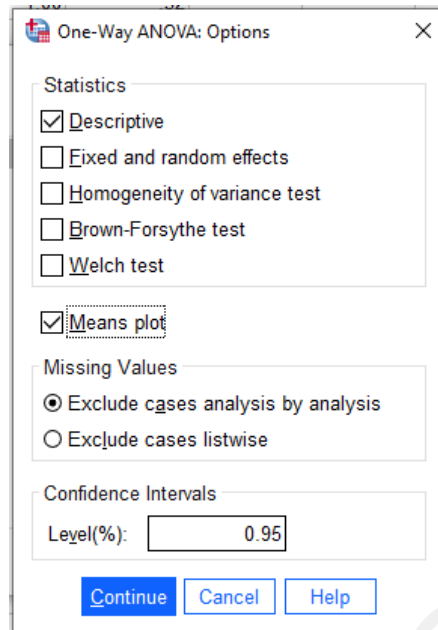 One-Way ANOVA: Options
Statistics
Descriptive
Fixed and random effects
Homogeneity of variance test
Brown-Forsythe test
Welch test
Means plot
Missing Values
Exclude cases analysis by analysis
Exclude cases listwise
Confidence Intervals
Level(%): 0.95
Continue Cancel Help